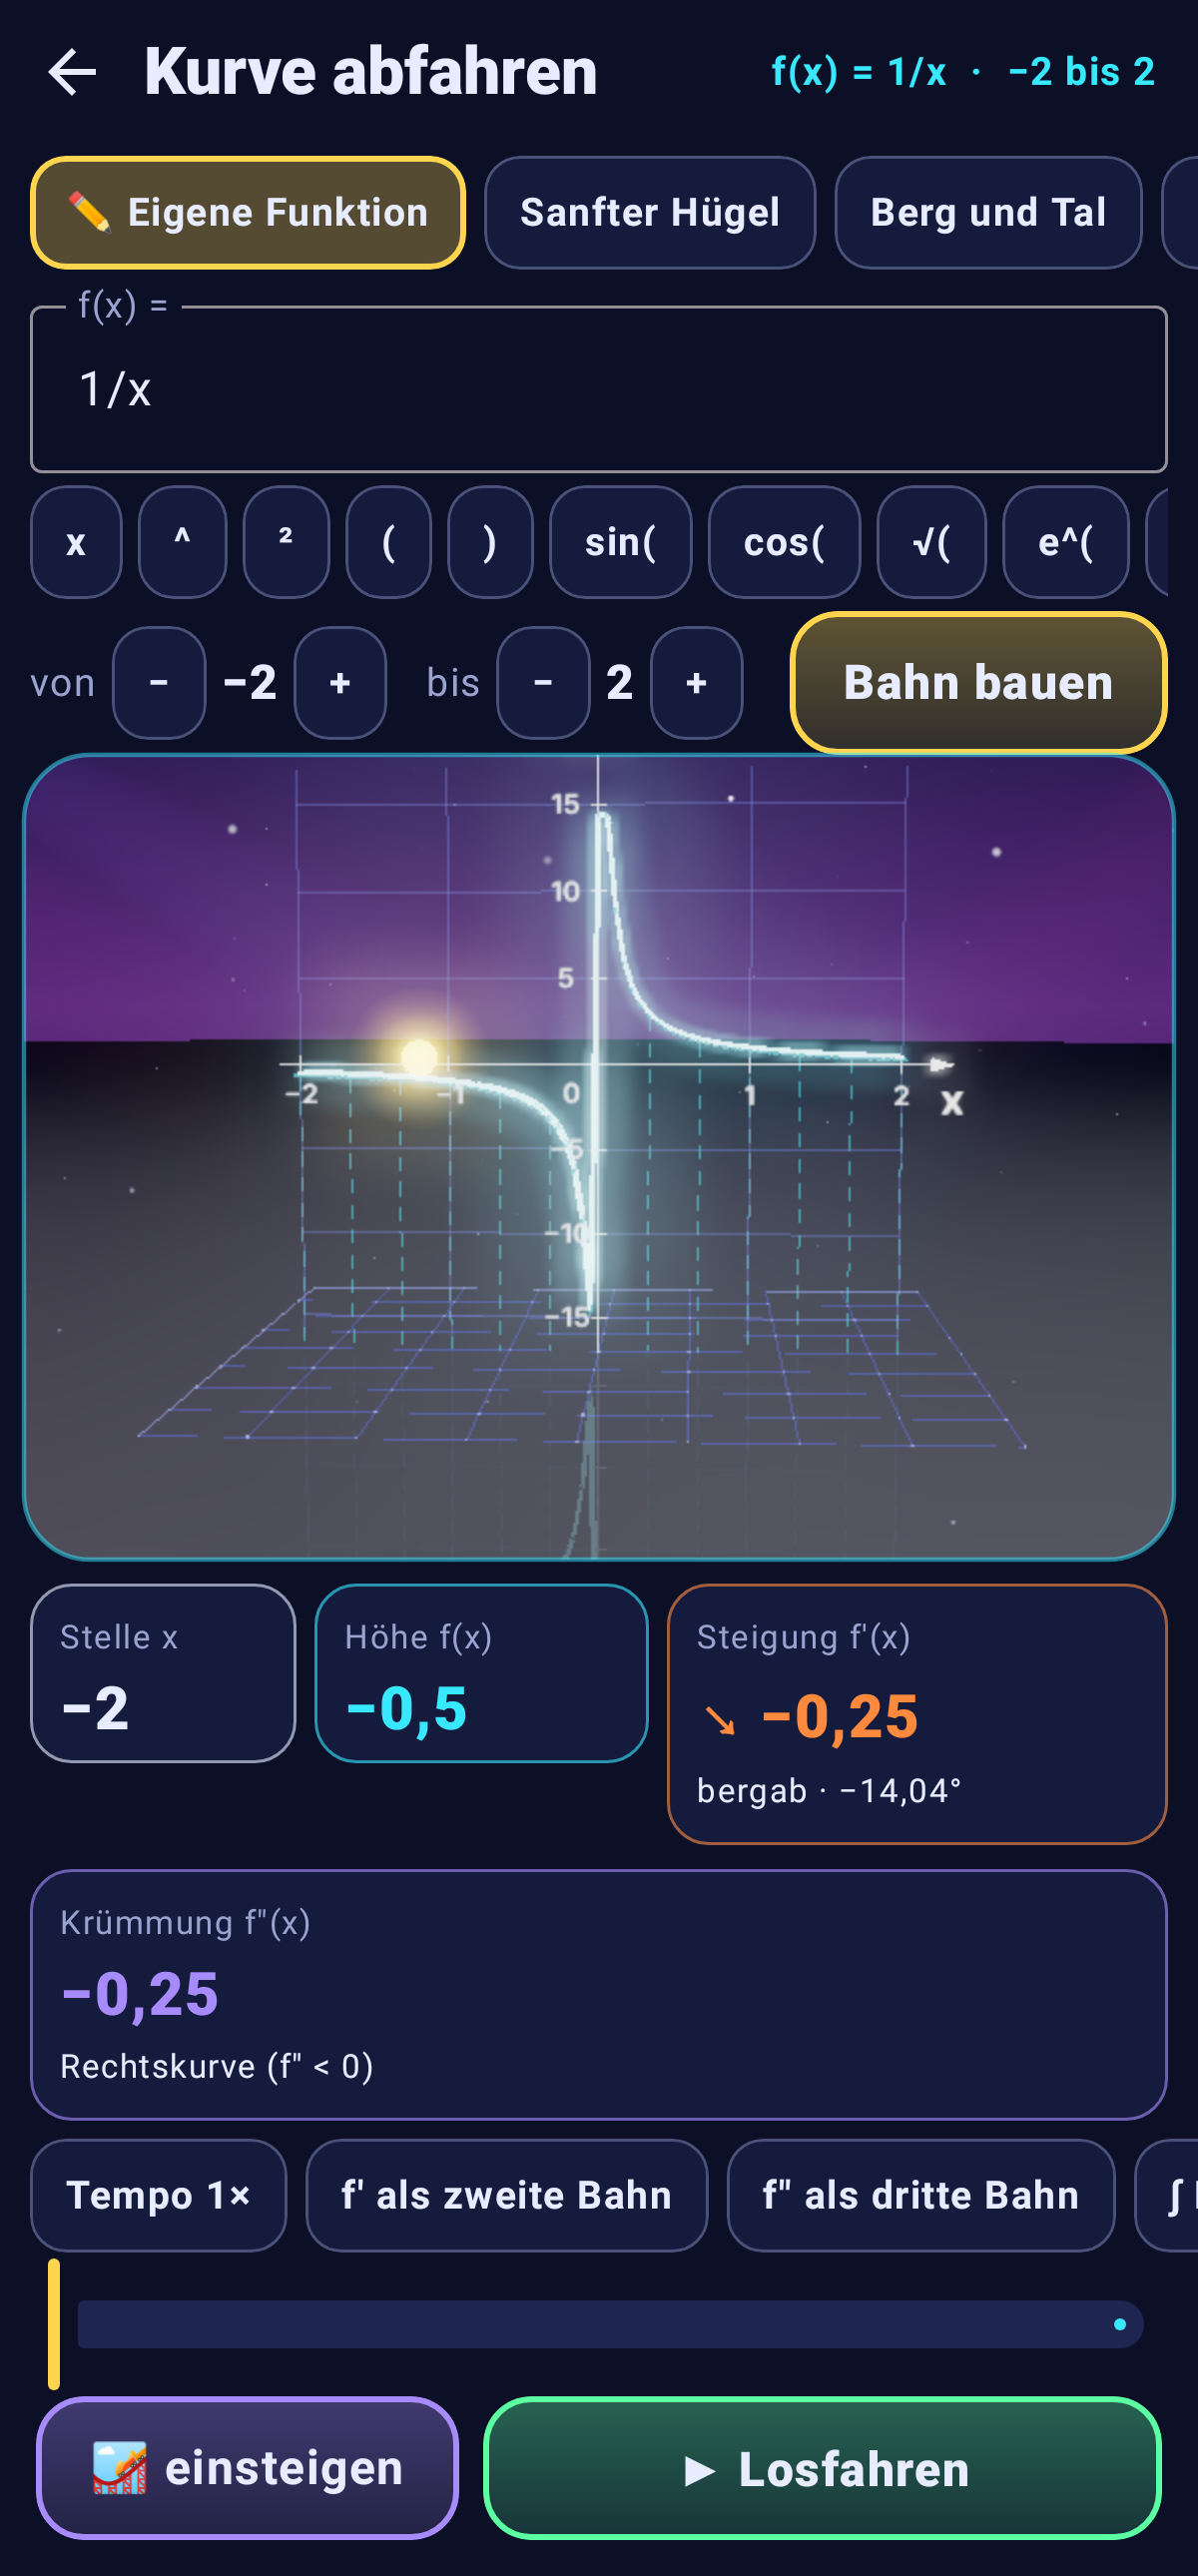 Kurve abfahren
f(x) = 1/x · −2 bis 2
✏️ Eigene Funktion
Sanfter Hügel
Berg und Tal
f(x) =
1/x
x
^
²
(
)
sin(
cos(
√(
e^(
von − −2 + bis − 2 +
Bahn bauen
15
10
5
−2 −1 0 1 2 x
−5
−10
−15
Stelle x
−2
Höhe f(x)
−0,5
Steigung f'(x)
↘ −0,25
bergab · −14,04°
Krümmung f"(x)
−0,25
Rechtskurve (f" < 0)
Tempo 1×
f' als zweite Bahn
f" als dritte Bahn
∫
🎢 einsteigen
► Losfahren